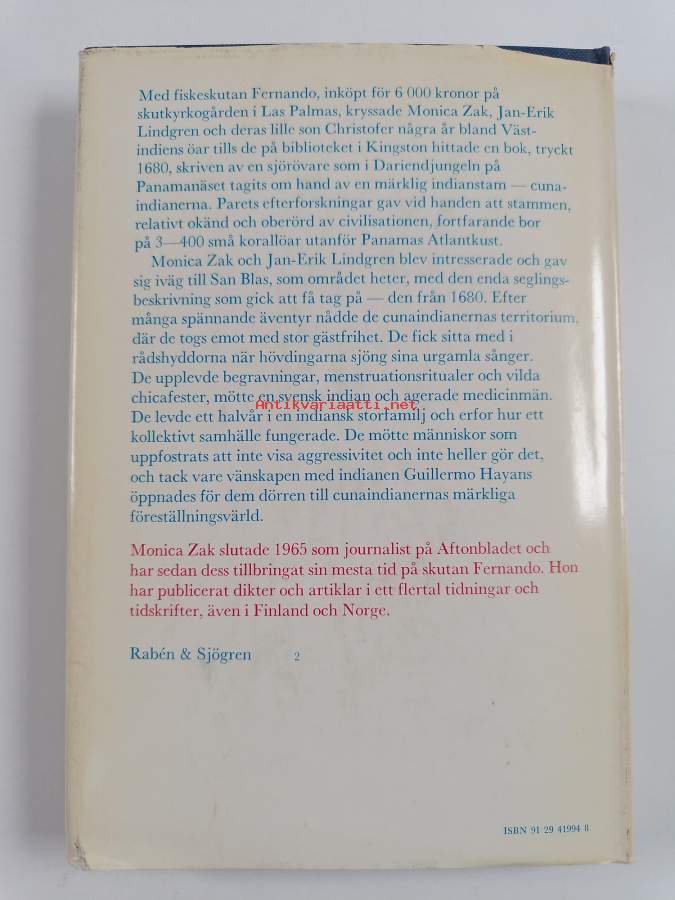 Med fiskeskutan Fernando, inköpt för 6 000 kronor på
skutkyrkogården i Las Palmas, kryssade Monica Zak, Jan-Erik
Lindgren och deras lille son Christofer några år bland Väst-
indiens öar tills de på biblioteket i Kingston hittade en bok, tryckt
1680, skriven av en sjörövare som i Dariendjungeln på
Panamanäset tagits om hand av en märklig indianstam — cuna-
indianerna. Parets efterforskningar gav vid handen att stammen,
relativt okänd och oberörd av civilisationen, fortfarande bor
på 3—400 små korallöar utanför Panamas Atlantkust.
Monica Zak och Jan-Erik Lindgren blev intresserade och gav
sig iväg till San Blas, som området heter, med den enda seglings-
beskrivning som gick att få tag på — den från 1680. Efter
många spännande äventyr nådde de cunaindianernas territorium,
där de togs emot med stor gästfrihet. De fick sitta med i
rådshyddorna när hövdingarna sjöng sina urgamla sånger.
De upplevde begravningar, menstruationsritualer och vilda
chicafester, mötte en svensk indian och agerade medicinmän.
Antikvariaatti.net
De levde ett halvår i en indiansk storfamilj och erfor hur ett
kollektivt samhälle fungerade. De mötte människor som
uppfostrats att inte visa aggressivitet och inte heller gör det,
och tack vare vänskapen med indianen Guillermo Hayans
öppnades för dem dörren till cunaindianernas märkliga
föreställningsvärld.
Monica Zak slutade 1965 som journalist på Aftonbladet och
har sedan dess tillbringat sin mesta tid på skutan Fernando. Hon
har publicerat dikter och artiklar i ett flertal tidningar och
tidskrifter, även i Finland och Norge.
Rabén & Sjögren 2
ISBN 91 29 41994 8